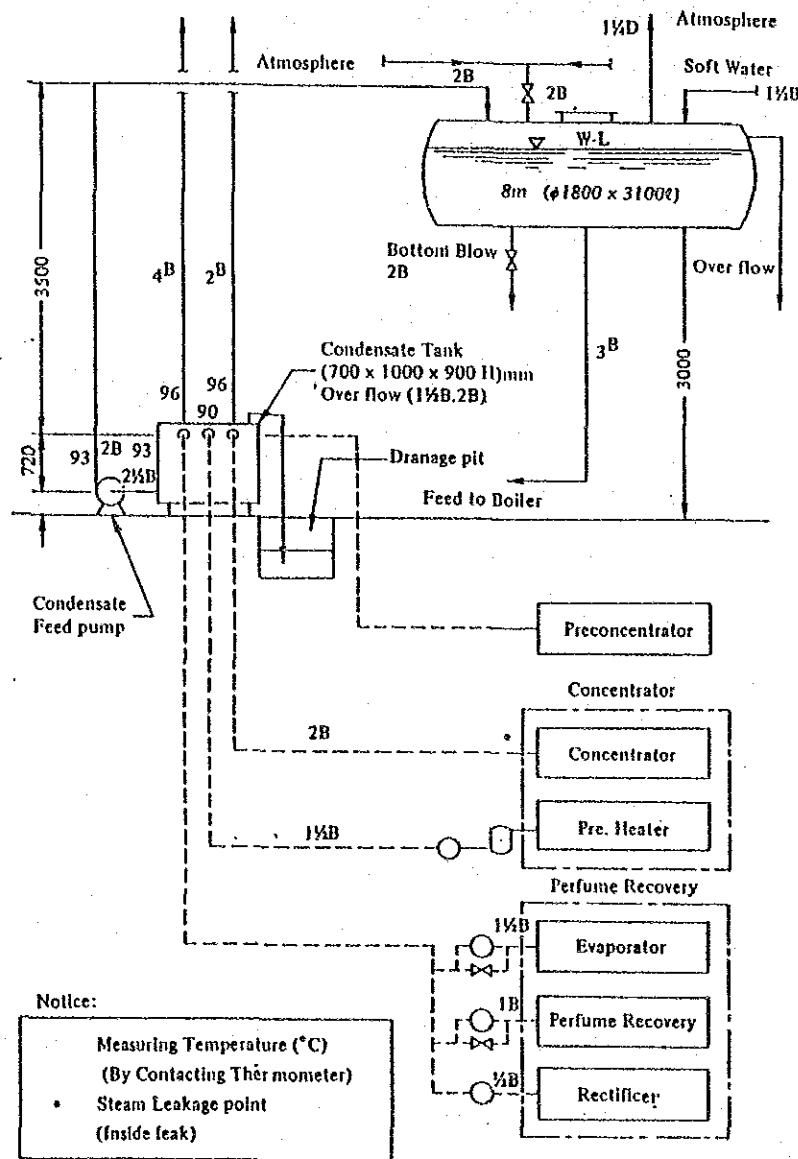 Atmosphere
1¼D
Atmosphere
2B
Soft Water
2B
1½B
W-L
8m (ϕ1800 x 3100ℓ)
Bottom Blow
2B
Over flow
3500
4B
2B
3B
3000
Condensate Tank
(700 x 1000 x 900 H)mm
Over flow (1½B.2B)
96
96
90
720
93
2B
93
2½B
Dranage pit
Feed to Boiler
Condensate
Feed pump
Preconcentrator
Concentrator
2B
Concentrator
1½B
Pre. Heater
Perfume Recovery
1½B
Evaporator
1B
Perfume Recovery
½B
Rectificer
Notice:
Measuring Temperature (°C)
(By Contacting Thermometer)
• Steam Leakage point
(Inside leak)